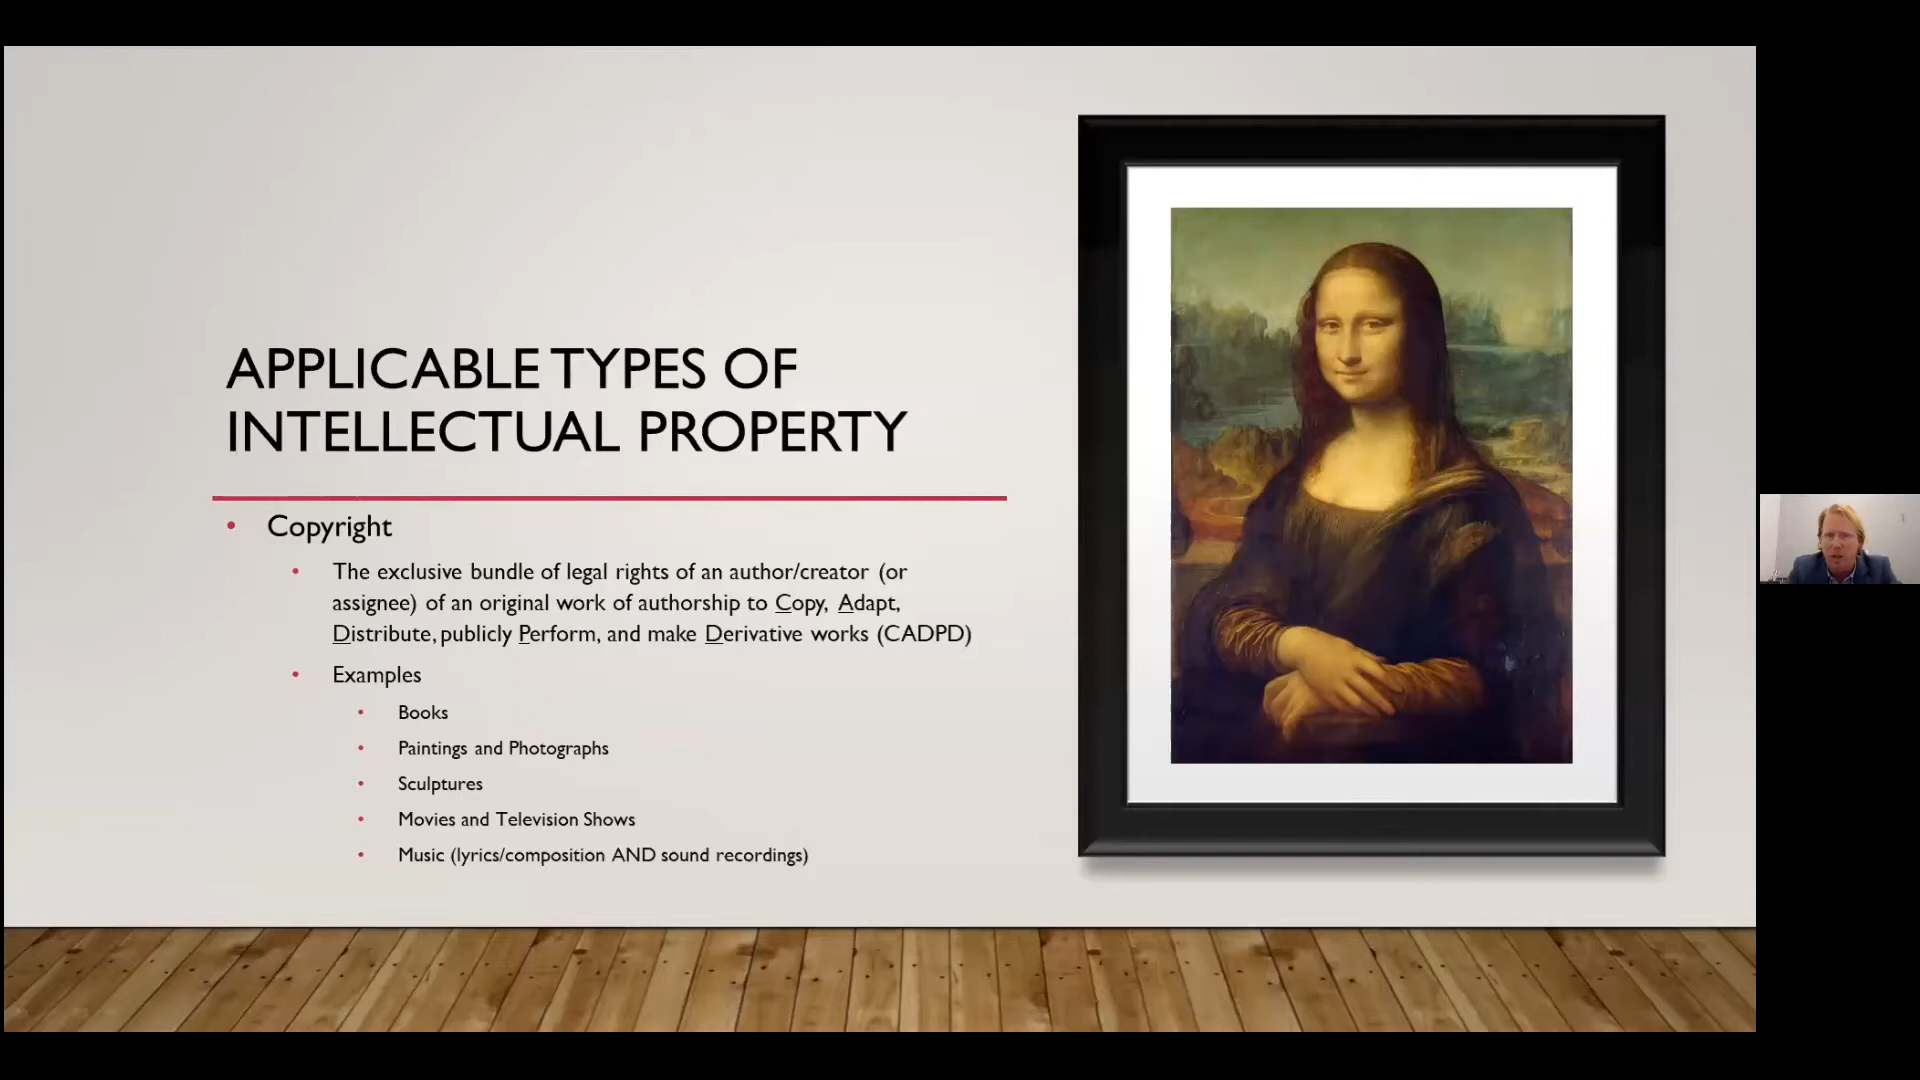 APPLICABLE TYPES OF
INTELLECTUAL PROPERTY
• Copyright
• The exclusive bundle of legal rights of an author/creator (or
assignee) of an original work of authorship to Copy, Adapt,
Distribute, publicly Perform, and make Derivative works (CADPD)
• Examples
• Books
• Paintings and Photographs
• Sculptures
• Movies and Television Shows
• Music (lyrics/composition AND sound recordings)